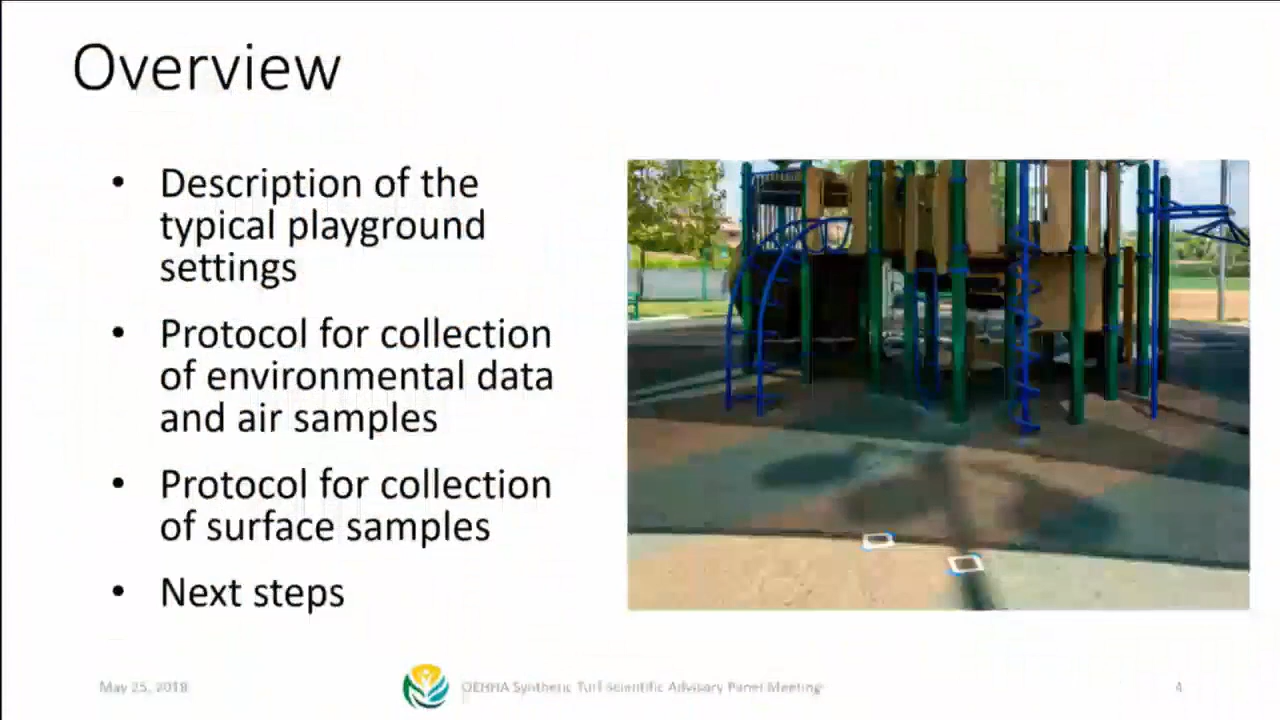 Overview
• Description of the
typical playground
settings
• Protocol for collection
of environmental data
and air samples
• Protocol for collection
of surface samples
• Next steps
May 25, 2018
OEHHA Synthetic Turf Scientific Advisory Panel Meeting
4